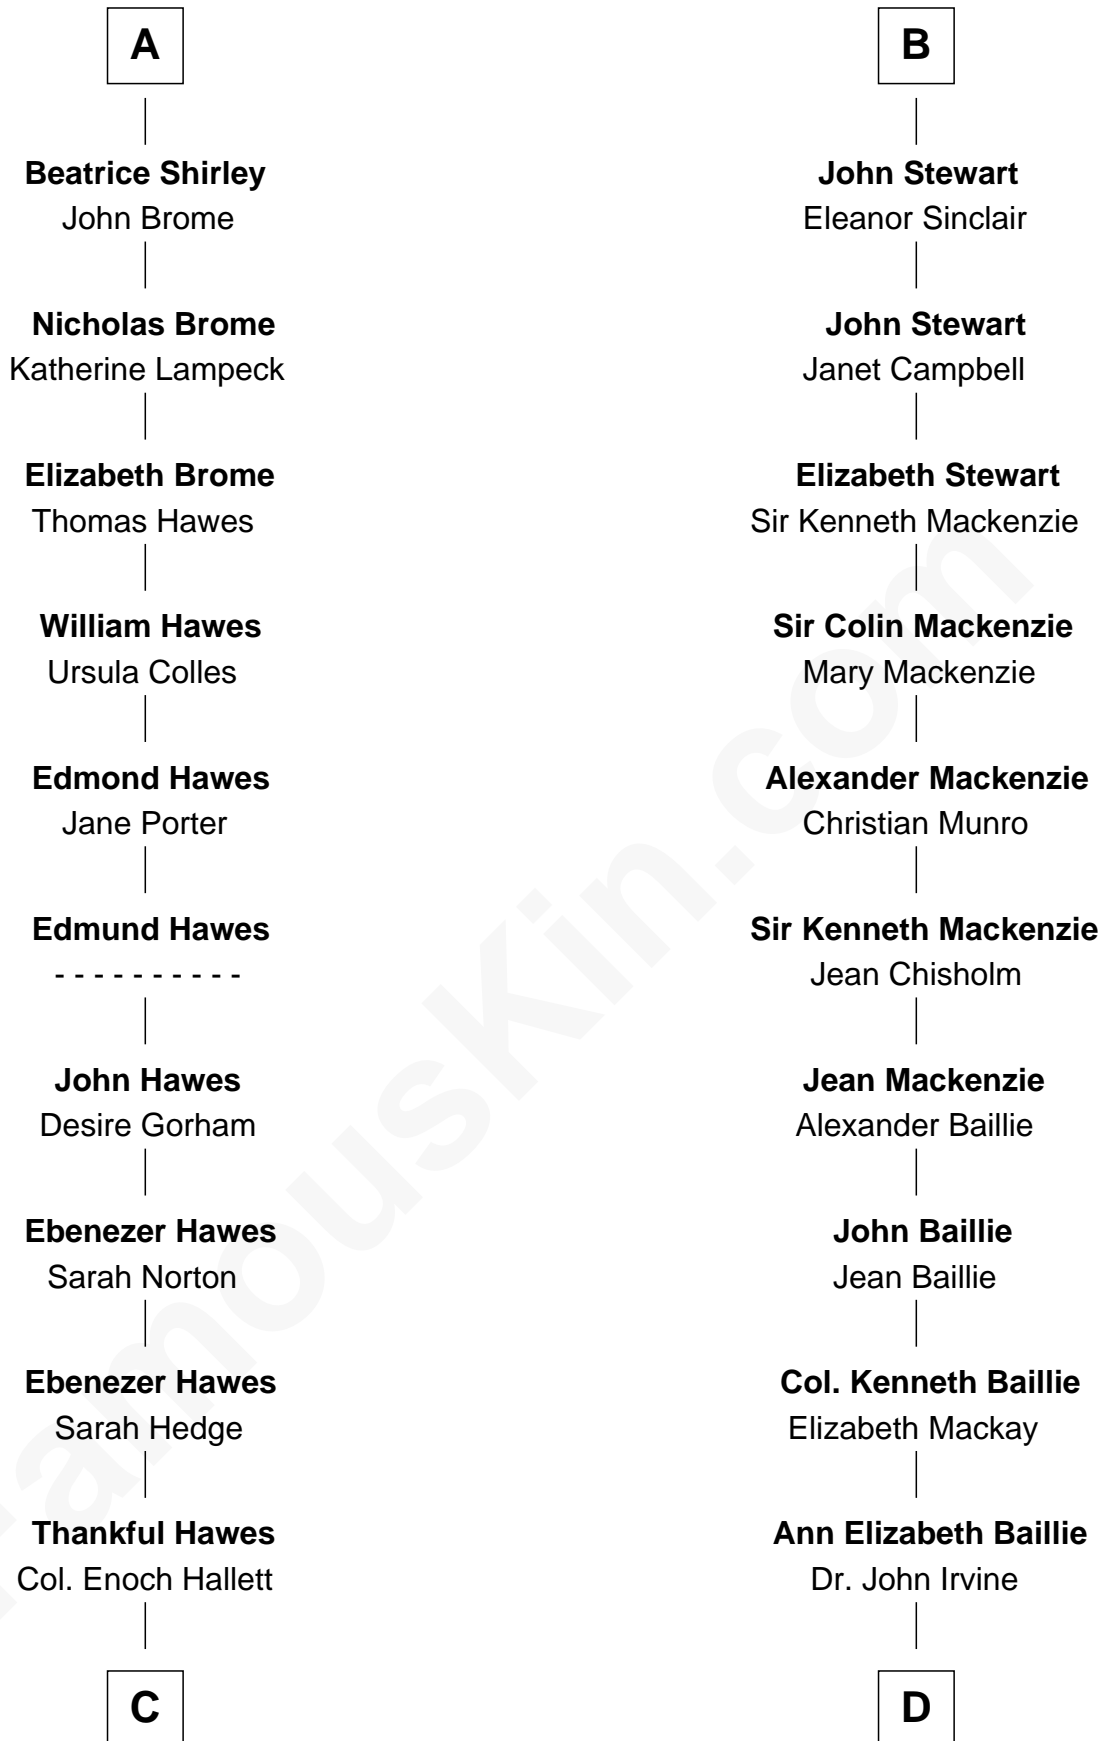 A
Beatrice Shirley
John Brome
Nicholas Brome
Katherine Lampeck
Elizabeth Brome
Thomas Hawes
William Hawes
Ursula Colles
Edmond Hawes
Jane Porter
Edmund Hawes
- - - - - - - - - -
John Hawes
Desire Gorham
Ebenezer Hawes
Sarah Norton
Ebenezer Hawes
Sarah Hedge
Thankful Hawes
Col. Enoch Hallett
C
B
John Stewart
Eleanor Sinclair
John Stewart
Janet Campbell
Elizabeth Stewart
Sir Kenneth Mackenzie
Sir Colin Mackenzie
Mary Mackenzie
Alexander Mackenzie
Christian Munro
Sir Kenneth Mackenzie
Jean Chisholm
Jean Mackenzie
Alexander Baillie
John Baillie
Jean Baillie
Col. Kenneth Baillie
Elizabeth Mackay
Ann Elizabeth Baillie
Dr. John Irvine
D
FamousKin.com